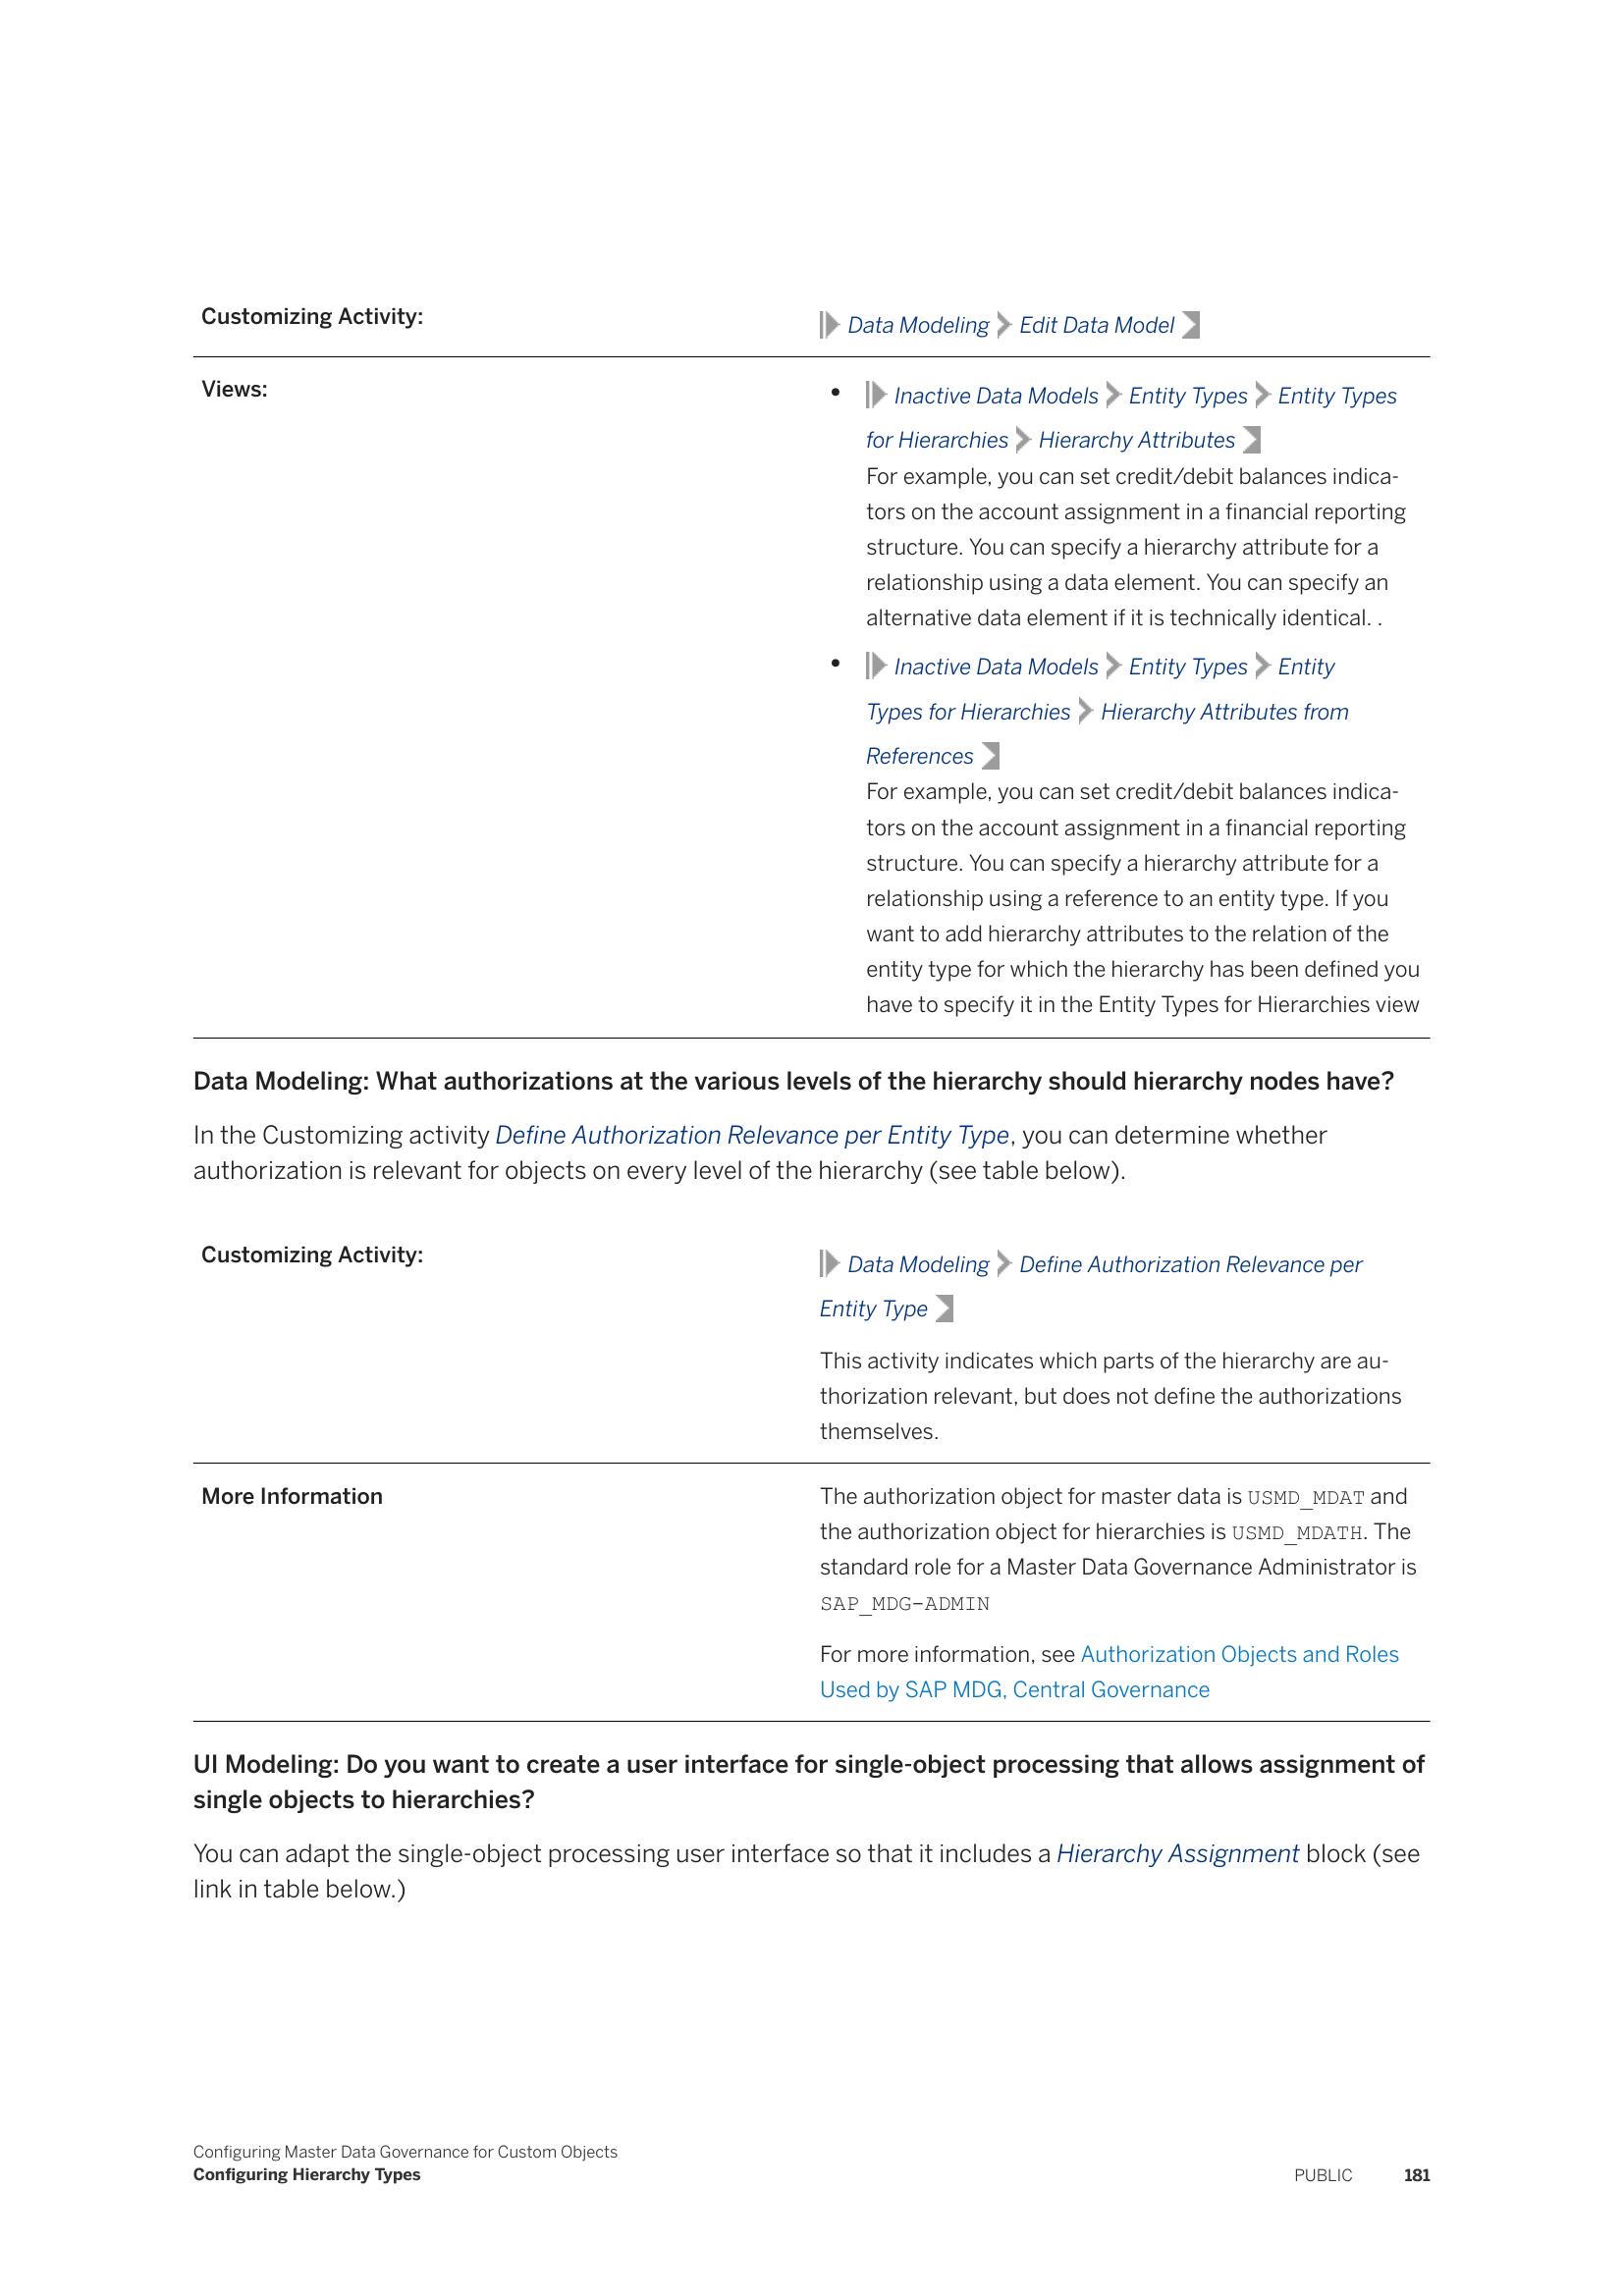 Customizing Activity:
Data Modeling Edit Data Model
Views:
• Inactive Data Models Entity Types Entity Types
for Hierarchies Hierarchy Attributes
For example, you can set credit/debit balances indica-
tors on the account assignment in a financial reporting
structure. You can specify a hierarchy attribute for a
relationship using a data element. You can specify an
alternative data element if it is technically identical. .
• Inactive Data Models Entity Types Entity
Types for Hierarchies Hierarchy Attributes from
References
For example, you can set credit/debit balances indica-
tors on the account assignment in a financial reporting
structure. You can specify a hierarchy attribute for a
relationship using a reference to an entity type. If you
want to add hierarchy attributes to the relation of the
entity type for which the hierarchy has been defined you
have to specify it in the Entity Types for Hierarchies view
Data Modeling: What authorizations at the various levels of the hierarchy should hierarchy nodes have?
In the Customizing activity Define Authorization Relevance per Entity Type, you can determine whether
authorization is relevant for objects on every level of the hierarchy (see table below).
Customizing Activity:
Data Modeling Define Authorization Relevance per
Entity Type
This activity indicates which parts of the hierarchy are au-
thorization relevant, but does not define the authorizations
themselves.
More Information
The authorization object for master data is USMD_MDAT and
the authorization object for hierarchies is USMD_MDATH. The
standard role for a Master Data Governance Administrator is
SAP_MDG-ADMIN
For more information, see Authorization Objects and Roles
Used by SAP MDG, Central Governance
UI Modeling: Do you want to create a user interface for single-object processing that allows assignment of
single objects to hierarchies?
You can adapt the single-object processing user interface so that it includes a Hierarchy Assignment block (see
link in table below.)
Configuring Master Data Governance for Custom Objects
Configuring Hierarchy Types
PUBLIC 181